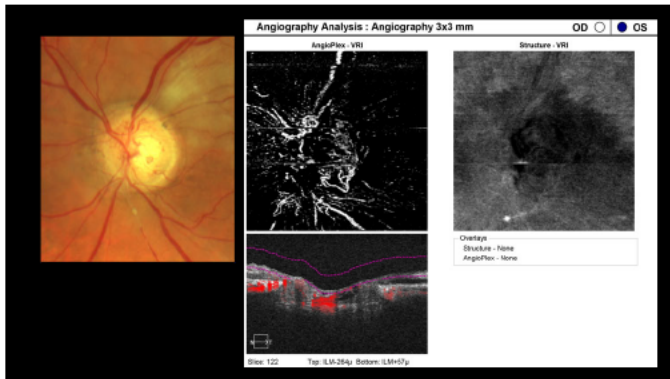 Angiography Analysis : Angiography 3x3 mm OD OS
AngioPlex - VRI
Structure - VRI
Overlays
Structure - None
AngioPlex - None
Slice: 122 Top: ILM-264µ Bottom: ILM+57µ